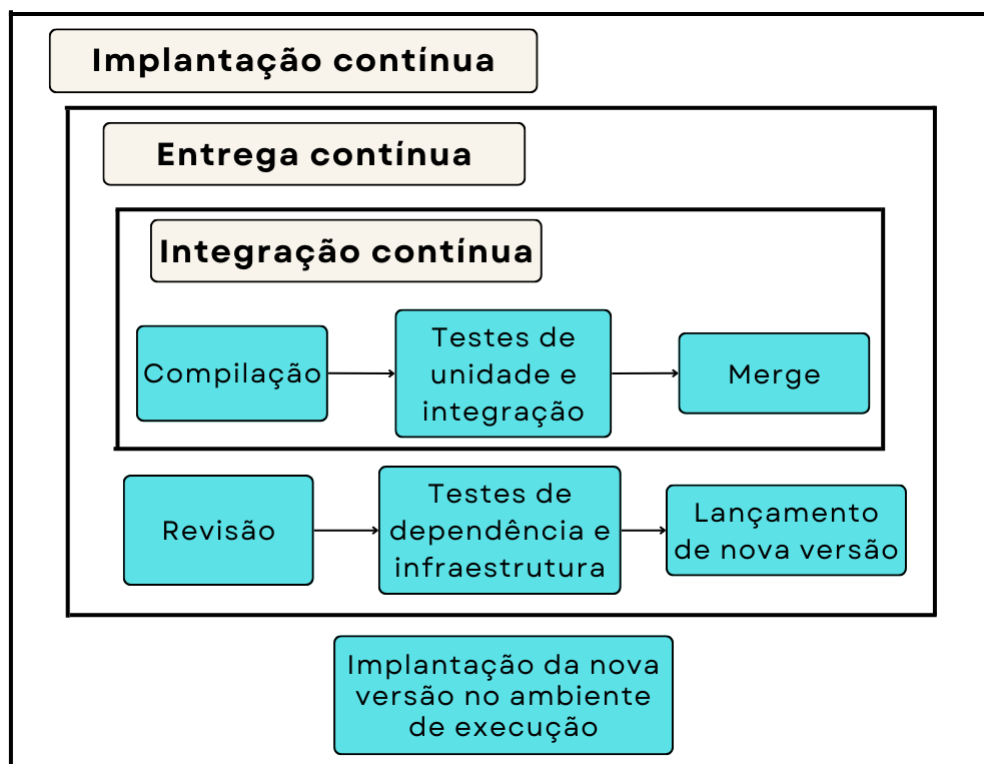 Implantação contínua
Entrega contínua
Integração contínua
Compilação
Testes de
unidade e
integração
Merge
Revisão
Testes de
dependência e
infraestrutura
Lançamento
de nova versão
Implantação da nova
versão no ambiente
de execução